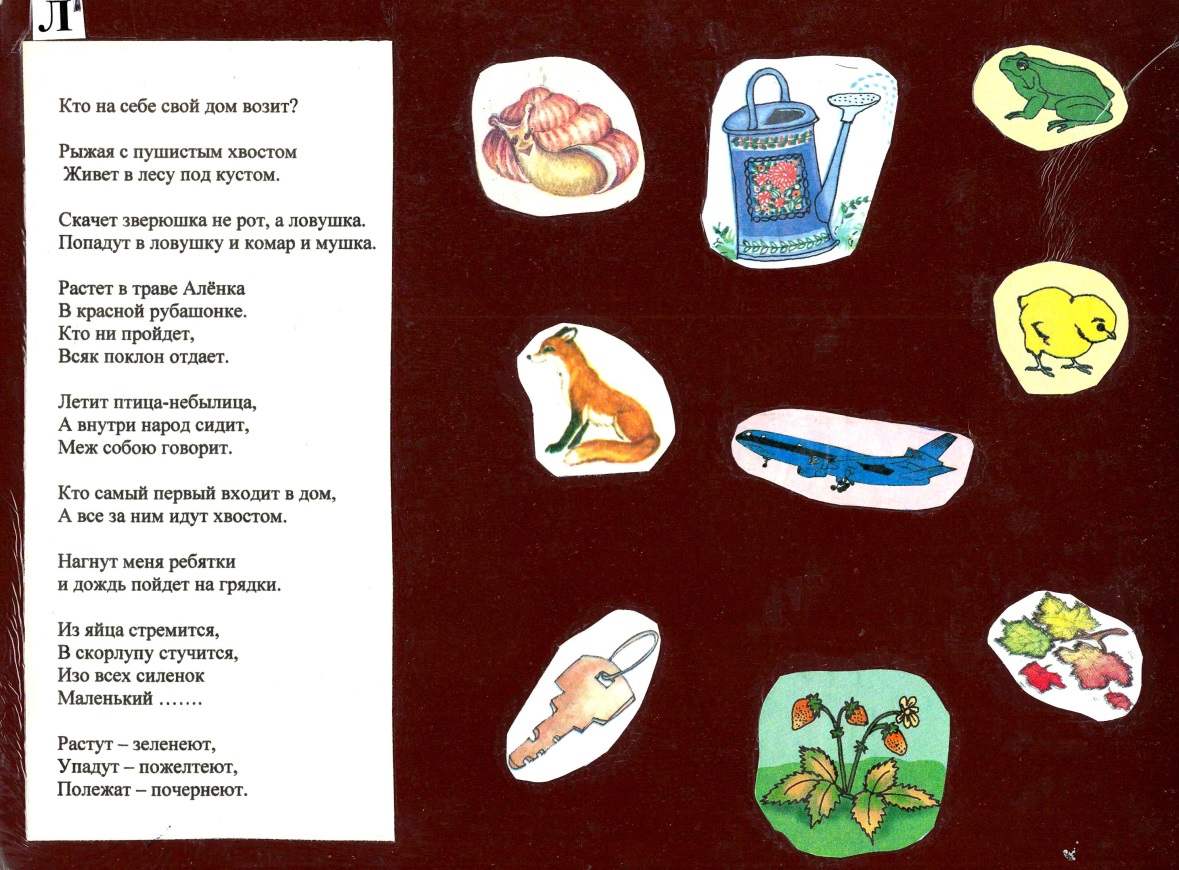 Л
Кто на себе свой дом возит?
Рыжая с пушистым хвостом
Живет в лесу под кустом.
Скачет зверюшка не рот, а ловушка.
Попадут в ловушку и комар и мушка.
Растет в траве Алёнка
В красной рубашонке.
Кто ни пройдет,
Всяк поклон отдает.
Летит птица-небылица,
А внутри народ сидит,
Меж собою говорит.
Кто самый первый входит в дом,
А все за ним идут хвостом.
Нагнут меня ребятки
и дождь пойдет на грядки.
Из яйца стремится,
В скорлупу стучится,
Изо всех силенок
Маленький …….
Растут – зеленеют,
Упадут – пожелтеют,
Полежат – почернеют.